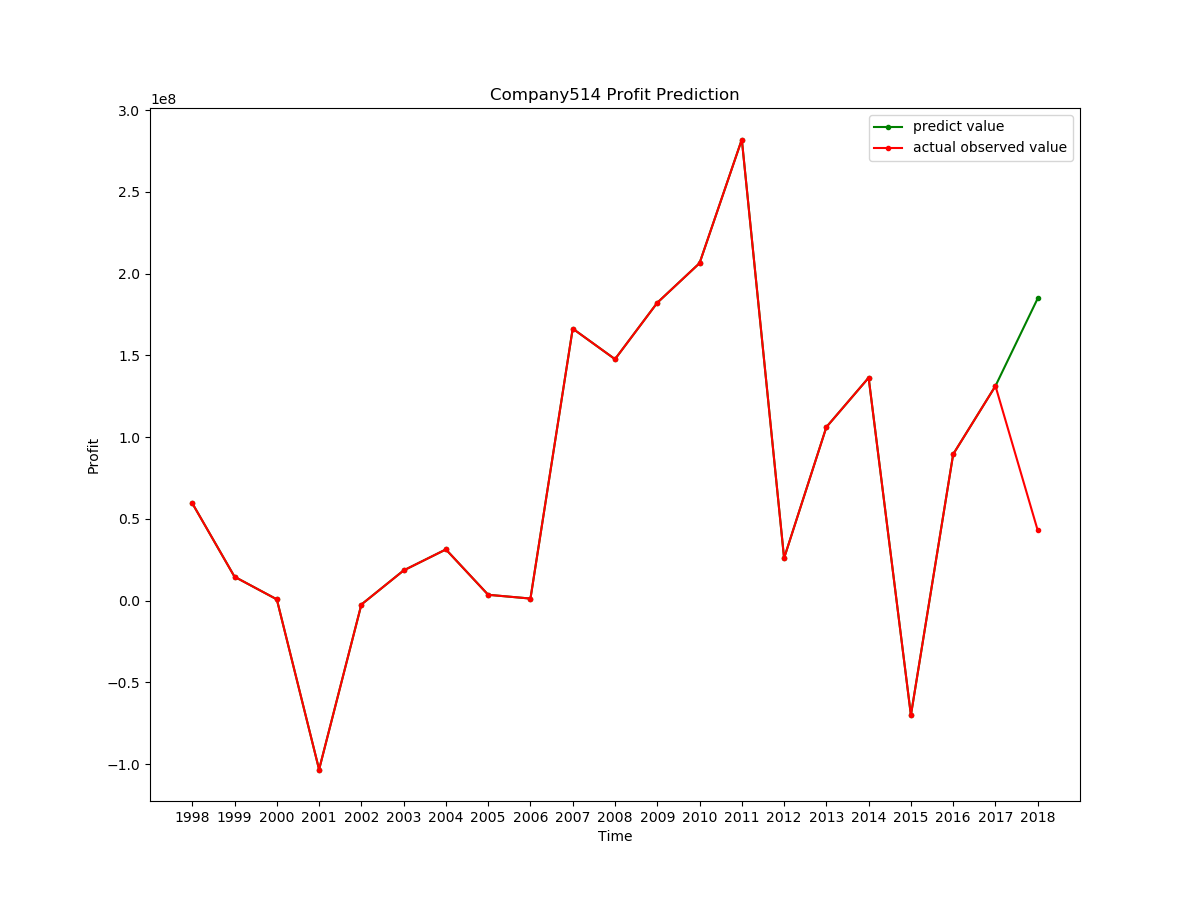 Company514 Profit Prediction
1e8
predict value
actual observed value
3.0
2.5
2.0
1.5
1.0
0.5
0.0
−0.5
−1.0
Profit
1998 1999 2000 2001 2002 2003 2004 2005 2006 2007 2008 2009 2010 2011 2012 2013 2014 2015 2016 2017 2018
Time